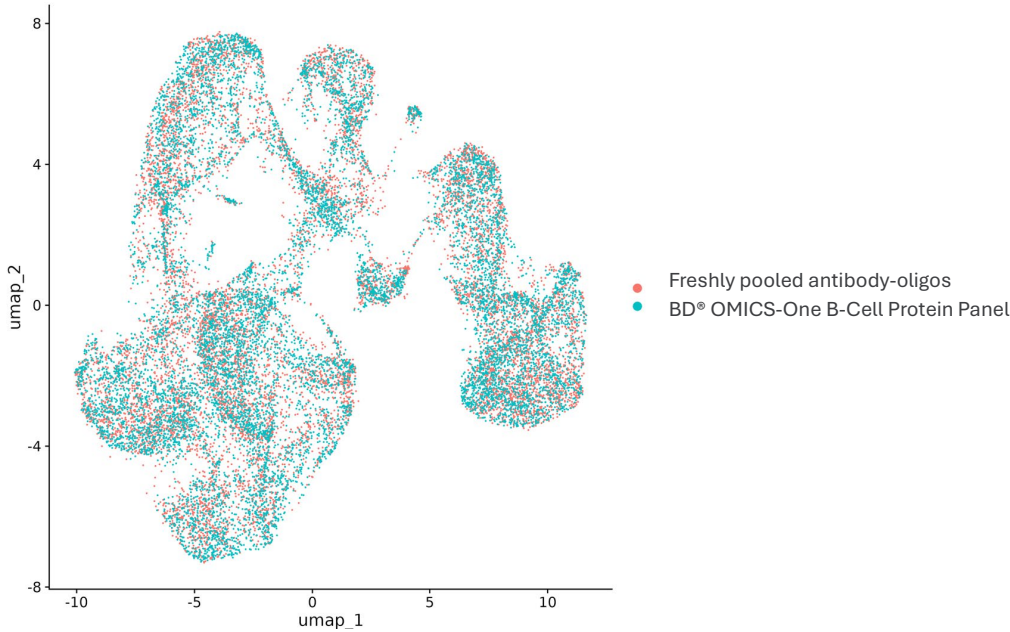 8
4
0
-4
-8
umap_2
-10
-5
0
5
10
umap_1
Freshly pooled antibody-oligos
BD® OMICS-One B-Cell Protein Panel